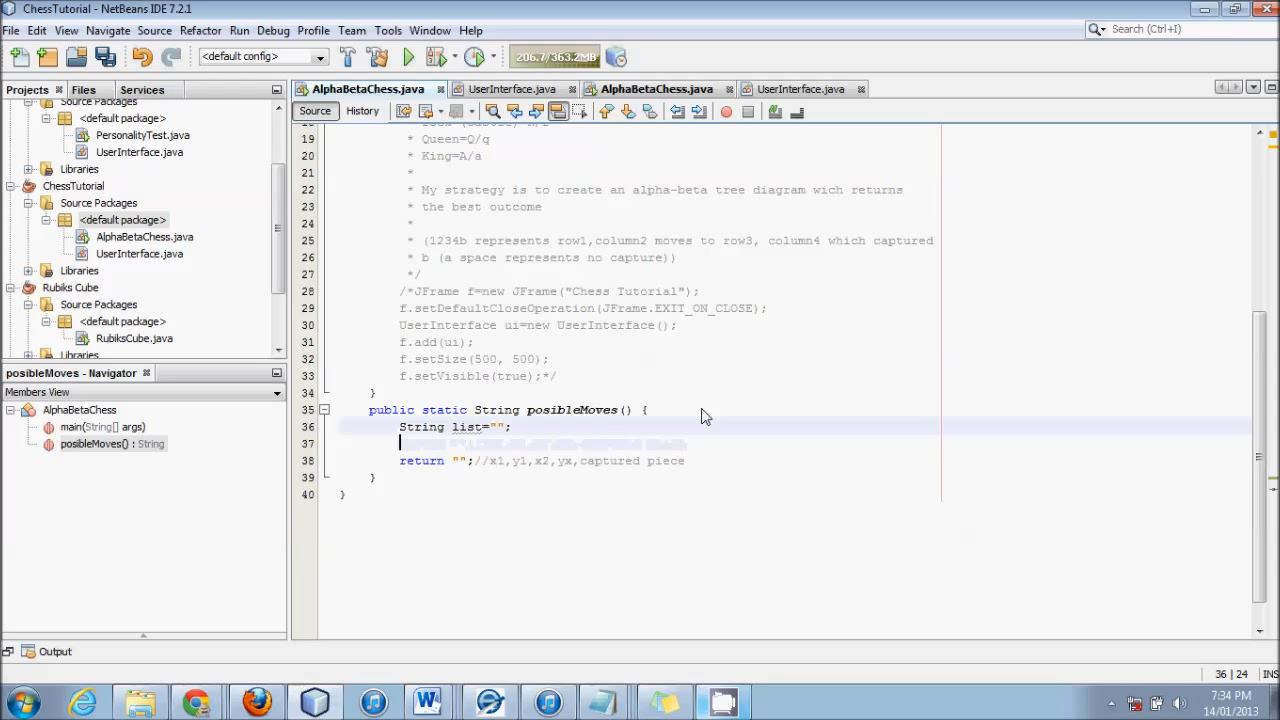 ChessTutorial - NetBeans IDE 7.2.1
File Edit View Navigate Source Refactor Run Debug Profile Team Tools Window Help
Search (Ctrl+I)
<default config>
206.7/363.2MB
Projects Files Services
AlphaBetaChess.java UserInterface.java AlphaBetaChess.java UserInterface.java
Source History
Source Packages
<default package>
PersonalityTest.java
UserInterface.java
Libraries
ChessTutorial
Source Packages
<default package>
AlphaBetaChess.java
UserInterface.java
Libraries
Rubiks Cube
Source Packages
<default package>
RubiksCube.java
Libraries
posibleMoves - Navigator
Members View
AlphaBetaChess
main(String[] args)
posibleMoves() : String
19 * Queen=Q/q
20 * King=A/a
21 *
22 * My strategy is to create an alpha-beta tree diagram wich returns
23 * the best outcome
24 *
25 * (1234b represents row1,column2 moves to row3, column4 which captured
26 * b (a space represents no capture))
27 */
28 /*JFrame f=new JFrame("Chess Tutorial");
29 f.setDefaultCloseOperation(JFrame.EXIT_ON_CLOSE);
30 UserInterface ui=new UserInterface();
31 f.add(ui);
32 f.setSize(500, 500);
33 f.setVisible(true);*/
34 }
35 public static String posibleMoves() {
36 String list="";
37
38 return "";//x1,y1,x2,yx,captured piece
39 }
40 }
Output
36 | 24 INS
7:34 PM
14/01/2013